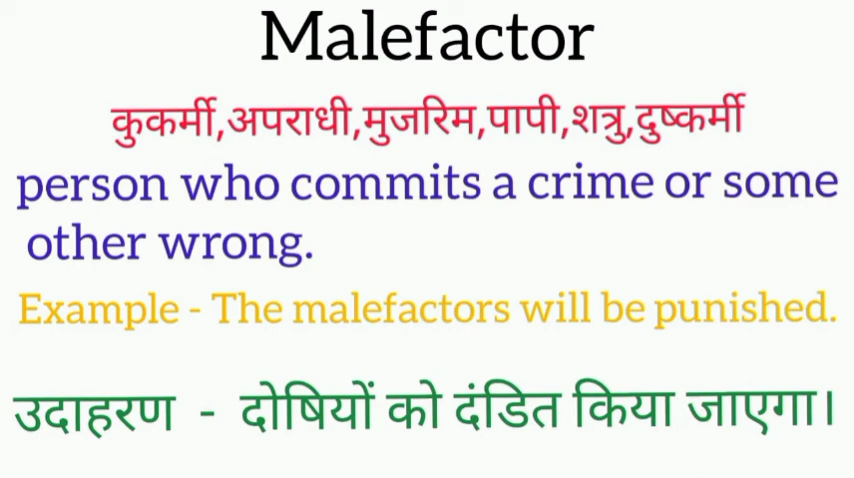 Malefactor
कुकर्मी,अपराधी,मुजरिम,पापी,शत्रु,दुष्कर्मी
person who commits a crime or some
other wrong.
Example - The malefactors will be punished.
उदाहरण - दोषियों को दंडित किया जाएगा।